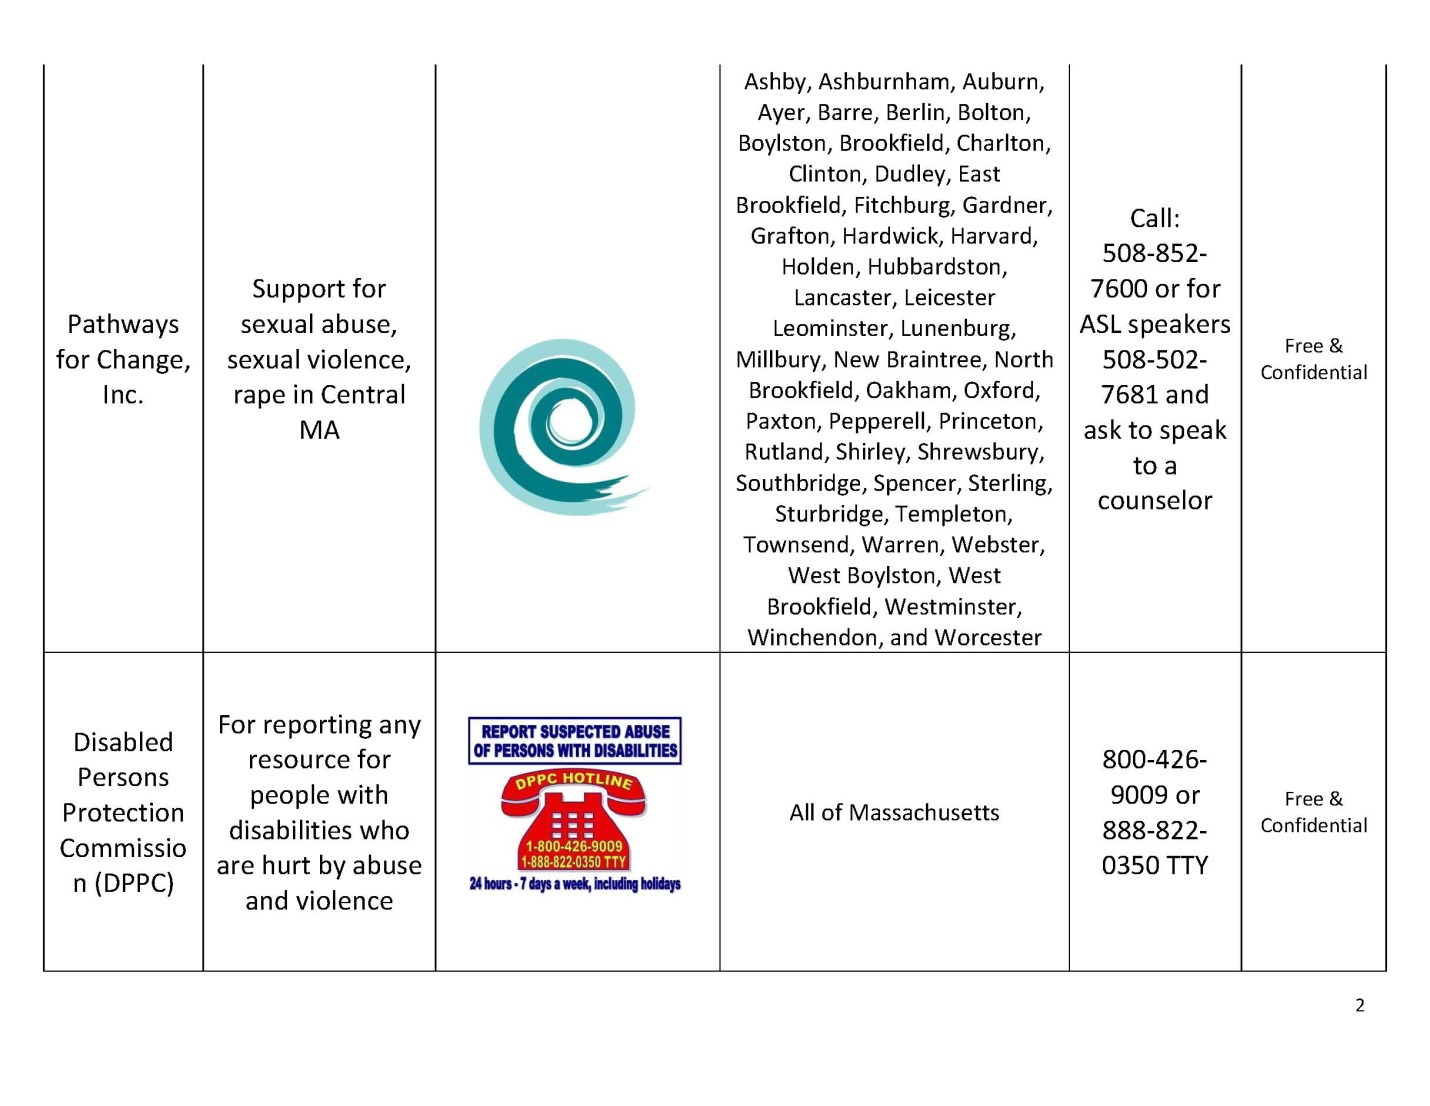 Pathways
for Change,
Inc.
Support for
sexual abuse,
sexual violence,
rape in Central
MA
Ashby, Ashburnham, Auburn,
Ayer, Barre, Berlin, Bolton,
Boylston, Brookfield, Charlton,
Clinton, Dudley, East
Brookfield, Fitchburg, Gardner,
Grafton, Hardwick, Harvard,
Holden, Hubbardston,
Lancaster, Leicester
Leominster, Lunenburg,
Millbury, New Braintree, North
Brookfield, Oakham, Oxford,
Paxton, Pepperell, Princeton,
Rutland, Shirley, Shrewsbury,
Southbridge, Spencer, Sterling,
Sturbridge, Templeton,
Townsend, Warren, Webster,
West Boylston, West
Brookfield, Westminster,
Winchendon, and Worcester
Call:
508-852-
7600 or for
ASL speakers
508-502-
7681 and
ask to speak
to a
counselor
Free &
Confidential
Disabled
Persons
Protection
Commissio
n (DPPC)
For reporting any
resource for
people with
disabilities who
are hurt by abuse
and violence
REPORT SUSPECTED ABUSE
OF PERSONS WITH DISABILITIES
DPPC HOTLINE
1-800-426-9009
1-888-822-0350 TTY
24 hours - 7 days a week, including holidays
All of Massachusetts
800-426-
9009 or
888-822-
0350 TTY
Free &
Confidential
2